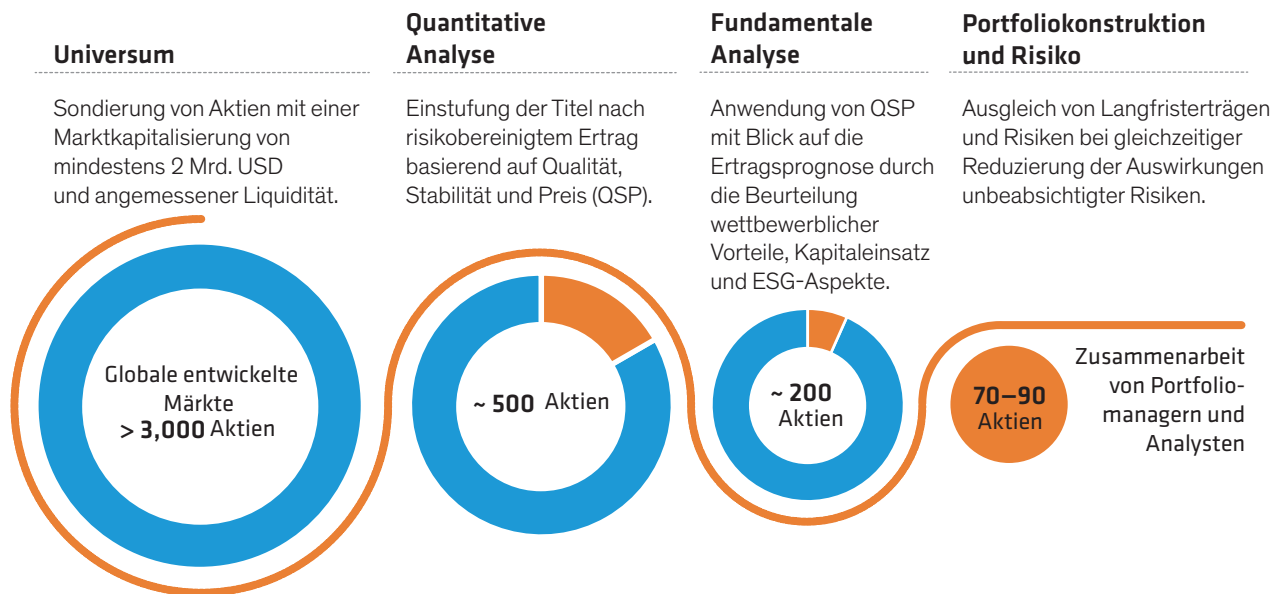 Universum
Sondierung von Aktien mit einer
Marktkapitalisierung von
mindestens 2 Mrd. USD
und angemessener Liquidität.
Globale entwickelte
Märkte
> 3,000 Aktien
Quantitative
Analyse
Einstufung der Titel nach
risikobereinigtem Ertrag
basierend auf Qualität,
Stabilität und Preis (QSP).
~ 500 Aktien
Fundamentale
Analyse
Anwendung von QSP
mit Blick auf die
Ertragsprognose durch
die Beurteilung
wettbewerblicher
Vorteile, Kapitaleinsatz
und ESG-Aspekte.
~ 200
Aktien
Portfoliokonstruktion
und Risiko
Ausgleich von Langfristerträgen
und Risiken bei gleichzeitiger
Reduzierung der Auswirkungen
unbeabsichtigter Risiken.
70–90
Aktien
Zusammenarbeit
von Portfolio-
managern und
Analysten